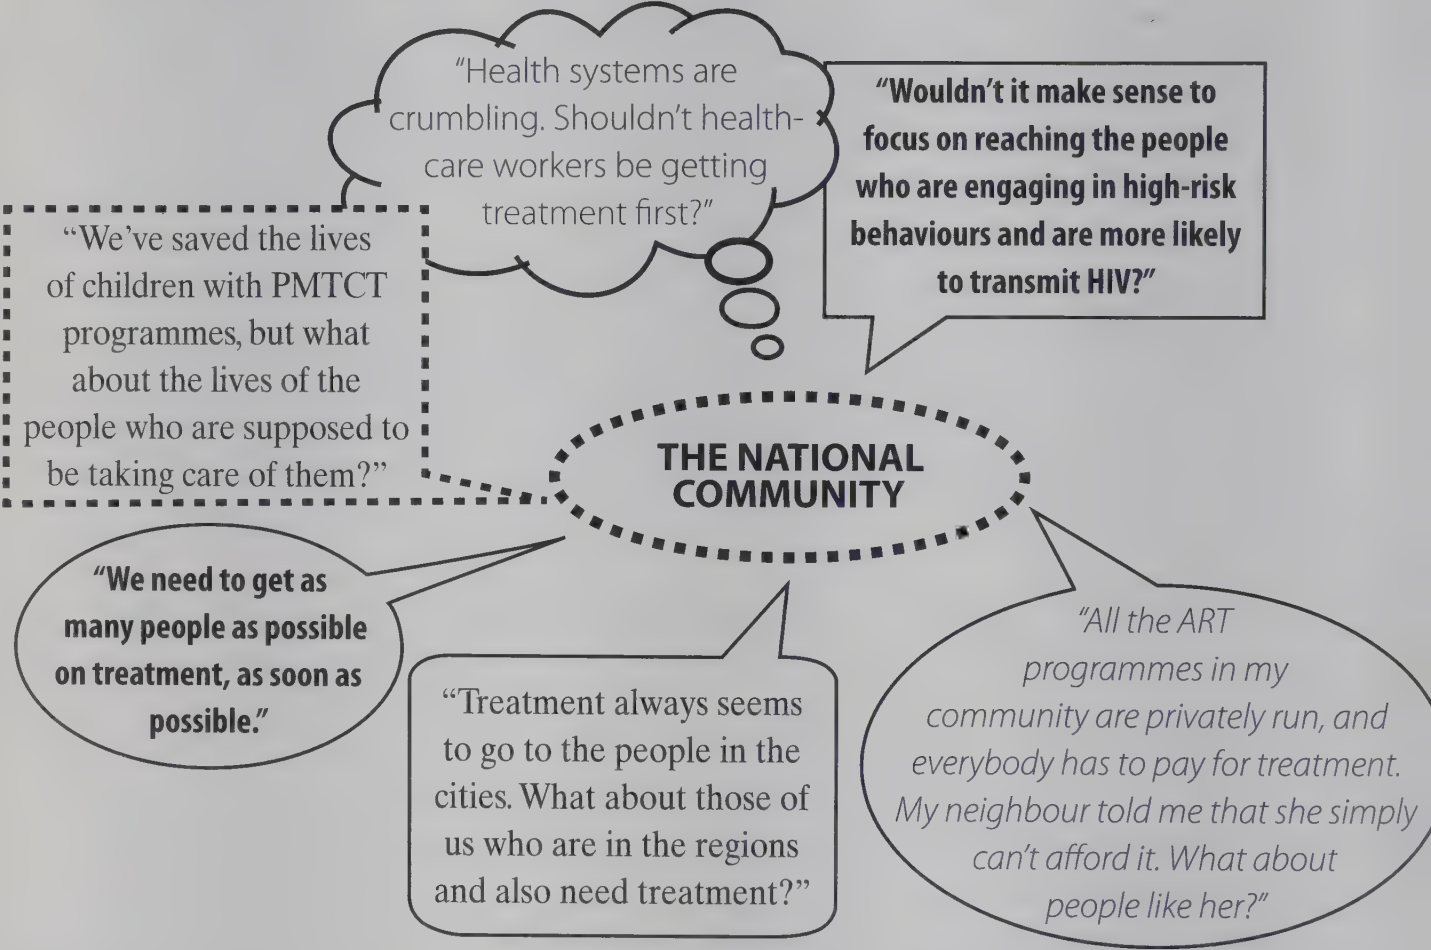 "Health systems are
crumbling. Shouldn't health-
care workers be getting
treatment first?"
"Wouldn't it make sense to
focus on reaching the people
who are engaging in high-risk
behaviours and are more likely
to transmit HIV?"
"We've saved the lives
of children with PMTCT
programmes, but what
about the lives of the
people who are supposed to
be taking care of them?"
THE NATIONAL
COMMUNITY
"We need to get as
many people as possible
on treatment, as soon as
possible."
"Treatment always seems
to go to the people in the
cities. What about those of
us who are in the regions
and also need treatment?"
"All the ART
programmes in my
community are privately run, and
everybody has to pay for treatment.
My neighbour told me that she simply
can't afford it. What about
people like her?"